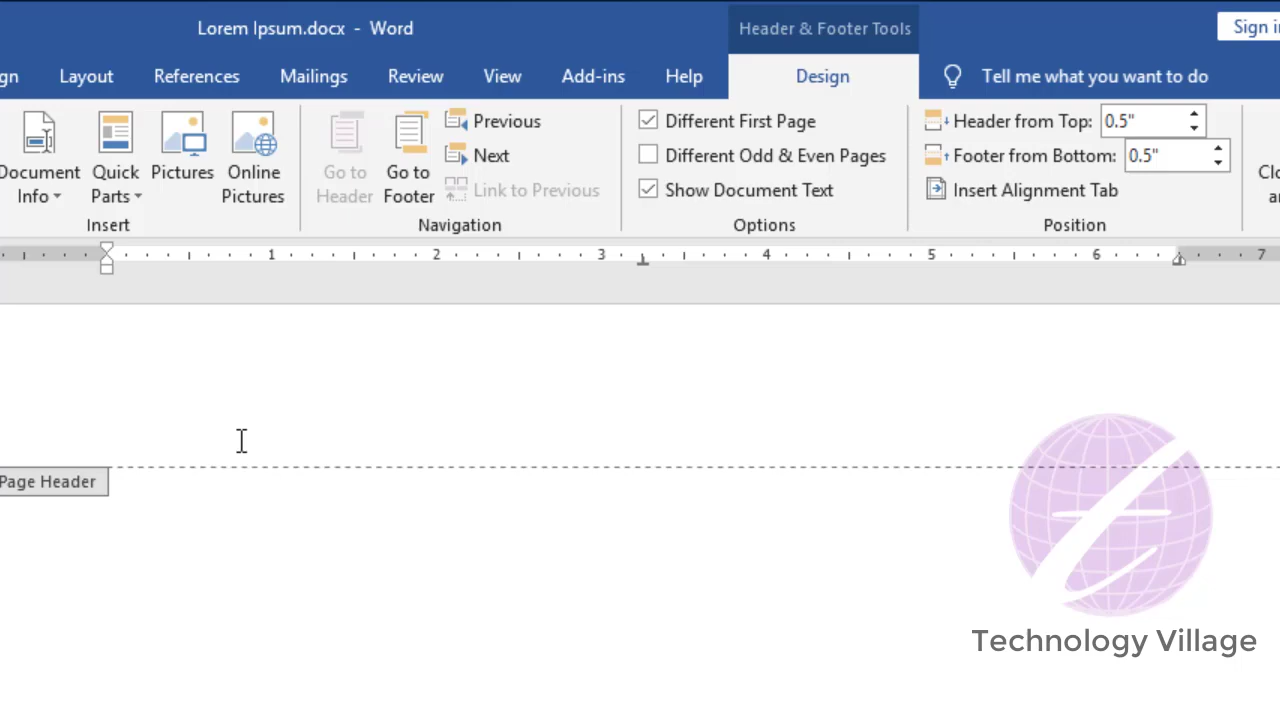 Lorem Ipsum.docx - Word
Header & Footer Tools
Sign in
gn Layout References Mailings Review View Add-ins Help Design Tell me what you want to do
Document Info
Quick Parts
Pictures
Online Pictures
Insert
Go to Header
Go to Footer
Previous
Next
Link to Previous
Navigation
Different First Page
Different Odd & Even Pages
Show Document Text
Options
Header from Top: 0.5"
Footer from Bottom: 0.5"
Insert Alignment Tab
Position
1 2 3 4 5 6 7
Page Header
Technology Village